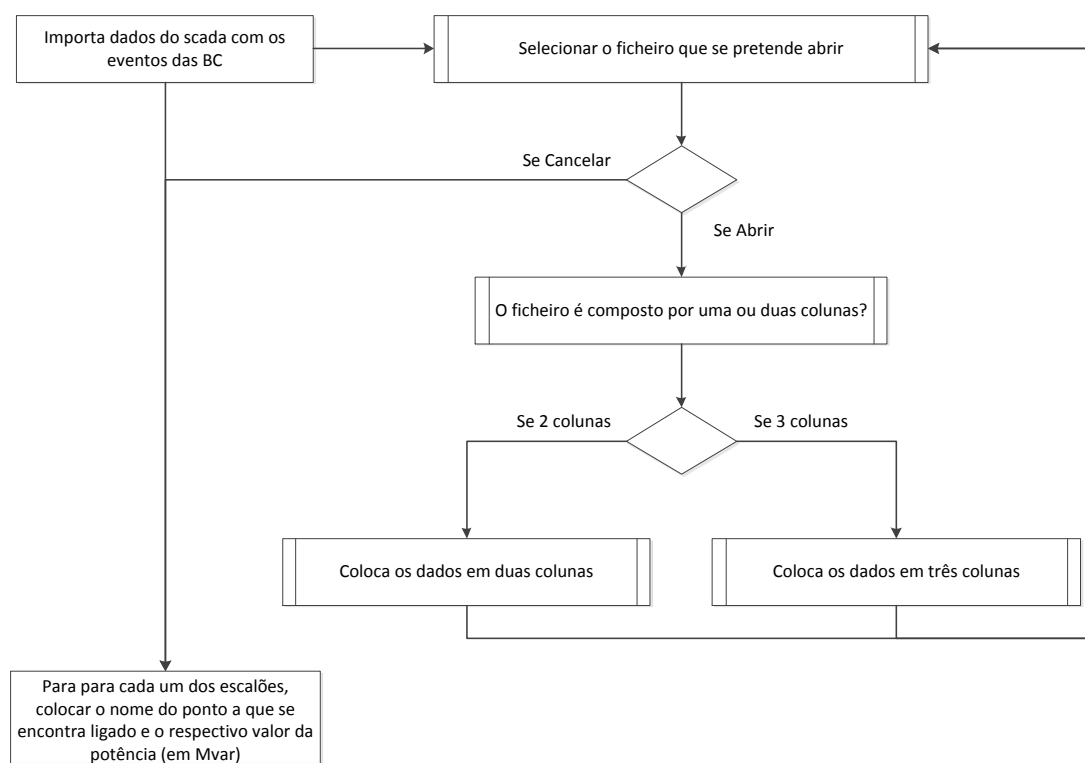 Importa dados do scada com os
eventos das BC
Selecionar o ficheiro que se pretende abrir
Se Cancelar
Se Abrir
O ficheiro é composto por uma ou duas colunas?
Se 2 colunas
Se 3 colunas
Coloca os dados em duas colunas
Coloca os dados em três colunas
Para para cada um dos escalões,
colocar o nome do ponto a que se
encontra ligado e o respectivo valor da
potência (em Mvar)